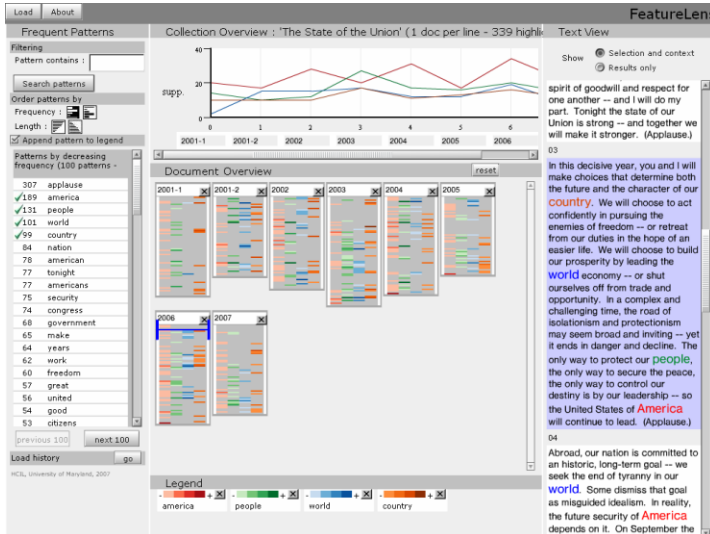 Load About FeatureLen
Frequent Patterns
Filtering
Pattern contains :
Search patterns
Order patterns by
Frequency :
Length :
Append pattern to legend
Patterns by decreasing
frequency (100 patterns -
307 applause
189 america
131 people
101 world
99 country
84 nation
78 american
77 tonight
77 americans
75 security
74 congress
68 government
65 make
64 years
62 work
60 freedom
57 great
56 united
54 good
53 citizens
previous 100 next 100
Load history go
HCIL, University of Maryland, 2007
Collection Overview : 'The State of the Union' (1 doc per line - 339 highli
40
20
supp.
0
0 1 2 3 4 5 6
2001-1 2001-2 2002 2003 2004 2005 2006
Document Overview reset
2001-1 2001-2 2002 2003 2004 2005
2006 2007
Legend
- + - + - + - +
america people world country
Text View
Show Selection and context
Results only
spirit of goodwill and respect for
one another -- and I will do my
part. Tonight the state of our
Union is strong -- and together we
will make it stronger. (Applause.)
03
In this decisive year, you and I will
make choices that determine both
the future and the character of our
country. We will choose to act
confidently in pursuing the
enemies of freedom -- or retreat
from our duties in the hope of an
easier life. We will choose to build
our prosperity by leading the
world economy -- or shut
ourselves off from trade and
opportunity. In a complex and
challenging time, the road of
isolationism and protectionism
may seem broad and inviting -- yet
it ends in danger and decline. The
only way to protect our people,
the only way to secure the peace,
the only way to control our
destiny is by our leadership -- so
the United States of America
will continue to lead. (Applause.)
04
Abroad, our nation is committed to
an historic, long-term goal -- we
seek the end of tyranny in our
world. Some dismiss that goal
as misguided idealism. In reality,
the future security of America
depends on it. On September the